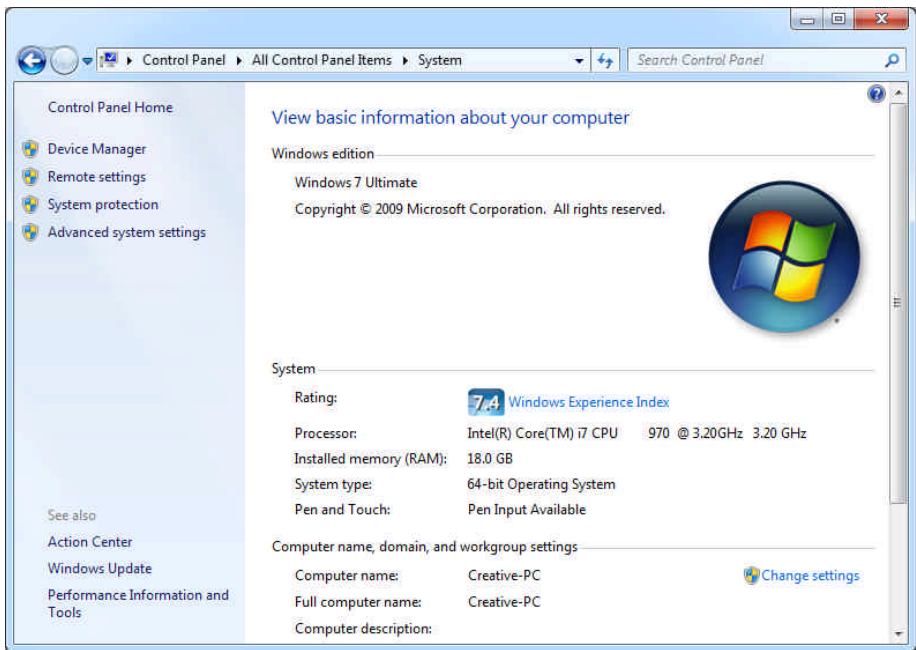 Control Panel All Control Panel Items System Search Control Panel
Control Panel Home
Device Manager
Remote settings
System protection
Advanced system settings
See also
Action Center
Windows Update
Performance Information and
Tools
View basic information about your computer
Windows edition
Windows 7 Ultimate
Copyright © 2009 Microsoft Corporation. All rights reserved.
System
Rating: 7.4 Windows Experience Index
Processor: Intel(R) Core(TM) i7 CPU 970 @ 3.20GHz 3.20 GHz
Installed memory (RAM): 18.0 GB
System type: 64-bit Operating System
Pen and Touch: Pen Input Available
Computer name, domain, and workgroup settings
Computer name: Creative-PC Change settings
Full computer name: Creative-PC
Computer description: